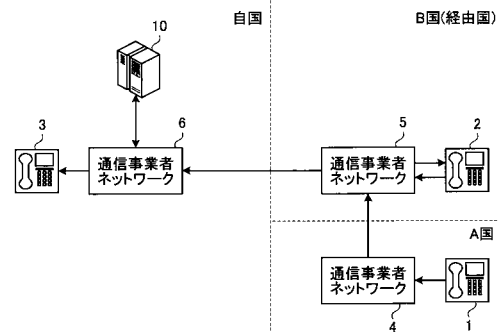 自国
B国(経由国)
10
3
6
通信事業者
ネットワーク
5
通信事業者
ネットワーク
2
A国
通信事業者
ネットワーク
4
1